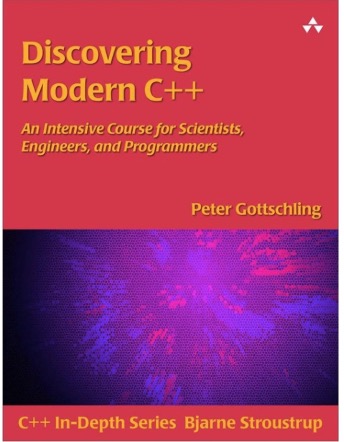 Discovering
Modern C++
An Intensive Course for Scientists,
Engineers, and Programmers
Peter Gottschling
C++ In-Depth Series Bjarne Stroustrup